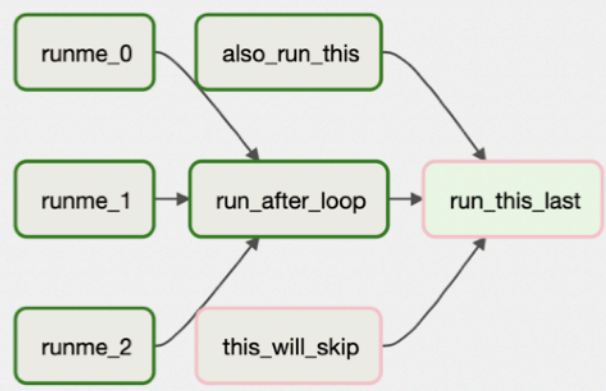 runme_0
also_run_this
runme_1
run_after_loop
run_this_last
runme_2
this_will_skip